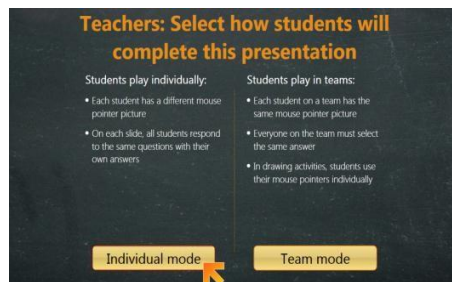 Teachers: Select how students will
complete this presentation
Students play individually:
• Each student has a different mouse
pointer picture
• On each slide, all students respond
to the same questions with their
own answers
Students play in teams:
• Each student on a team has the
same mouse pointer picture
• Everyone on the team must select
the same answer
• In drawing activities, students use
their mouse pointers individually
Individual mode
Team mode